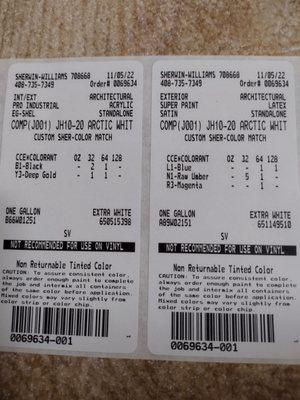 SHERWIN-WILLIAMS 708668 11/05/22
408-735-7349 Order# 0069634
INT/EXT ARCHITECTURAL
PRO INDUSTRIAL ACRYLIC
EG-SHEL STANDALONE
COMP(J001) JH10-20 ARCTIC WHIT
CUSTOM SHER-COLOR MATCH
CCE*COLORANT OZ 32 64 128
B1-Black - 2 1 -
Y3-Deep Gold - 1 1 -
ONE GALLON EXTRA WHITE
B66W01251 650515398
SV
NOT RECOMMENDED FOR USE ON VINYL
Non Returnable Tinted Color
CAUTION: To assure consistent color,
always order enough paint to complete
the job and intermix all containers
of the same color before application.
Mixed colors may vary slightly from
color strip or color chip.
0069634-001
SHERWIN-WILLIAMS 708668 11/05/22
408-735-7349 Order# 0069634
EXTERIOR ARCHITECTURAL
SUPER PAINT LATEX
SATIN STANDALONE
COMP(J001) JH10-20 ARCTIC WHIT
CUSTOM SHER-COLOR MATCH
CCE*COLORANT OZ 32 64 128
L1-Blue - - 1 1
N1-Raw Umber - 5 - 1
R3-Magenta - - 1 -
ONE GALLON EXTRA WHITE
A89W02151 651149510
SV
NOT RECOMMENDED FOR USE ON VINYL
Non Returnable Tinted Color
CAUTION: To assure consistent color,
always order enough paint to complete
the job and intermix all containers
of the same color before application.
Mixed colors may vary slightly from
color strip or color chip.
0069634-001